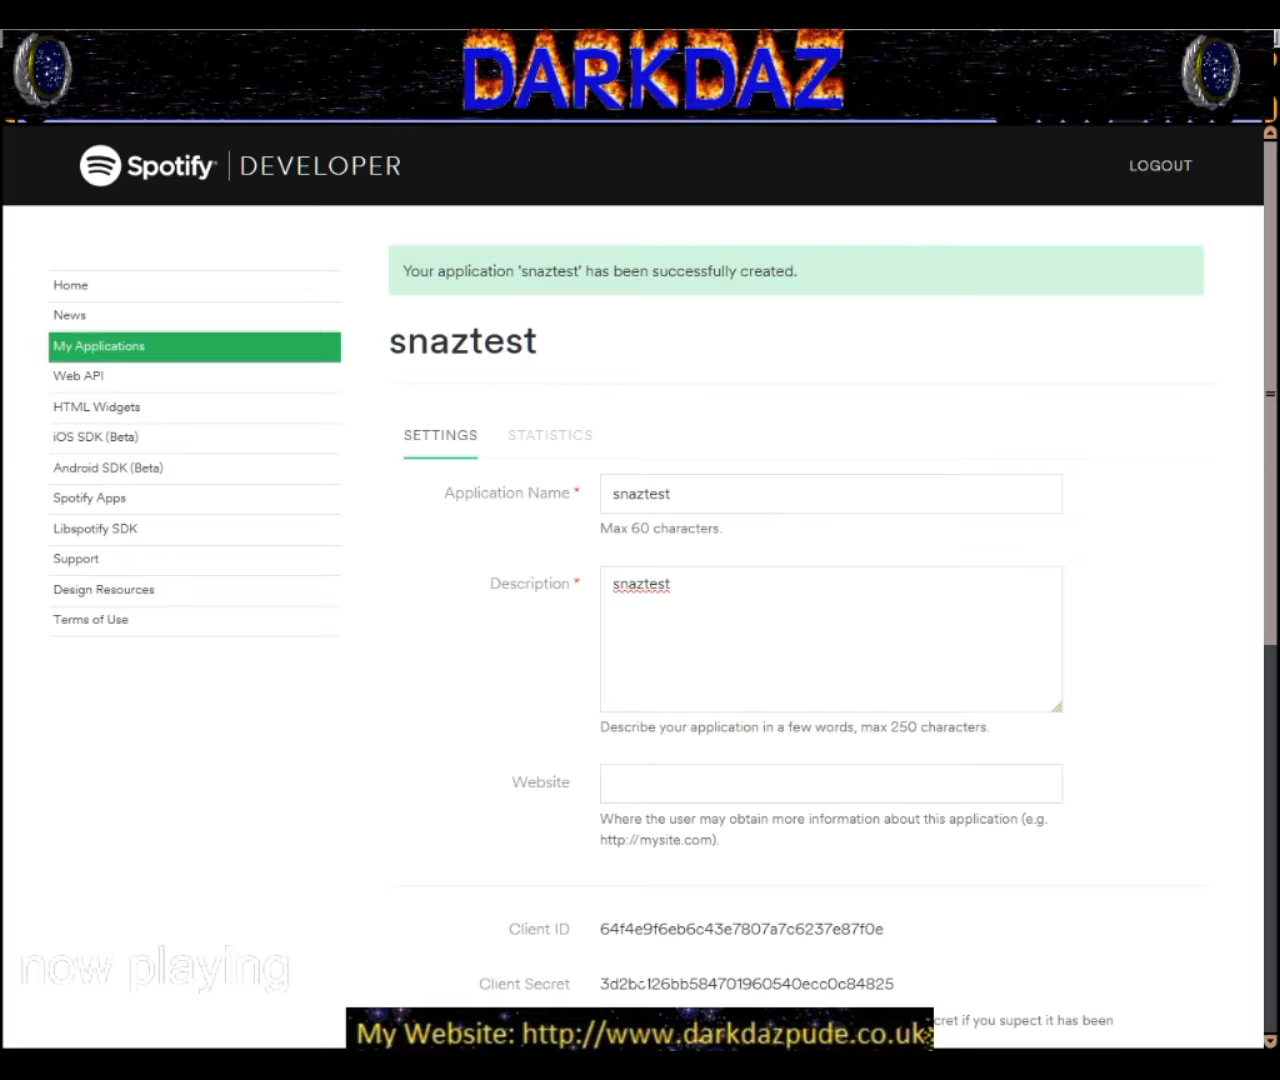 DARKDAZ
Spotify | DEVELOPER
LOGOUT
Your application 'snaztest' has been successfully created.
Home
News
My Applications
Web API
HTML Widgets
iOS SDK (Beta)
Android SDK (Beta)
Spotify Apps
Libspotify SDK
Support
Design Resources
Terms of Use
snaztest
SETTINGS STATISTICS
Application Name * snaztest
Max 60 characters.
Description * snaztest
Describe your application in a few words, max 250 characters.
Website
Where the user may obtain more information about this application (e.g.
http://mysite.com).
Client ID 64f4e9f6eb6c43e7807a7c6237e87f0e
now playing
Client Secret 3d2bc126bb584701960540ecc0c84825
cret if you supect it has been
My Website: http://www.darkdazpude.co.uk